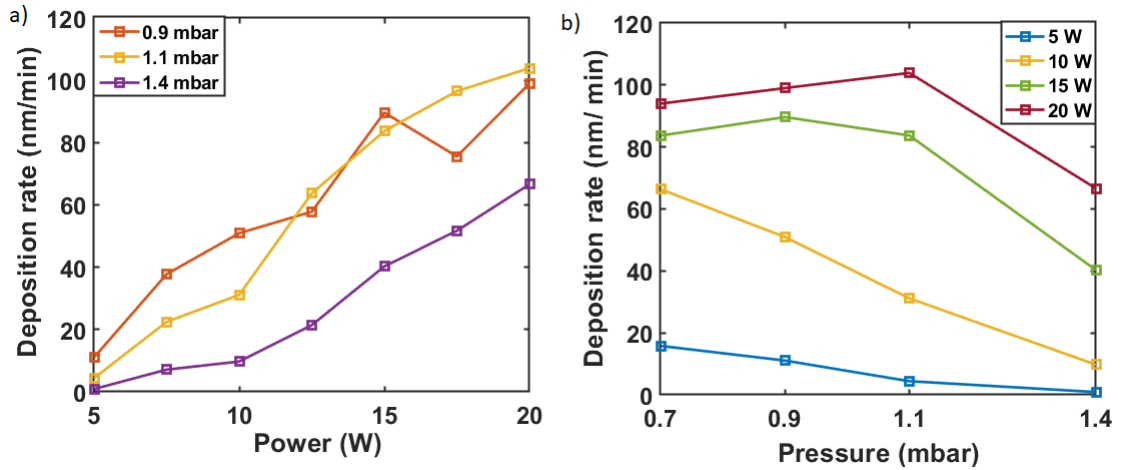 a)
120
100
80
60
40
20
0
Deposition rate (nm/min)
0.9 mbar
1.1 mbar
1.4 mbar
5
10
15
20
Power (W)
b)
120
100
80
60
40
20
0
Deposition rate (nm/ min)
5 W
10 W
15 W
20 W
0.7
0.9
1.1
1.4
Pressure (mbar)